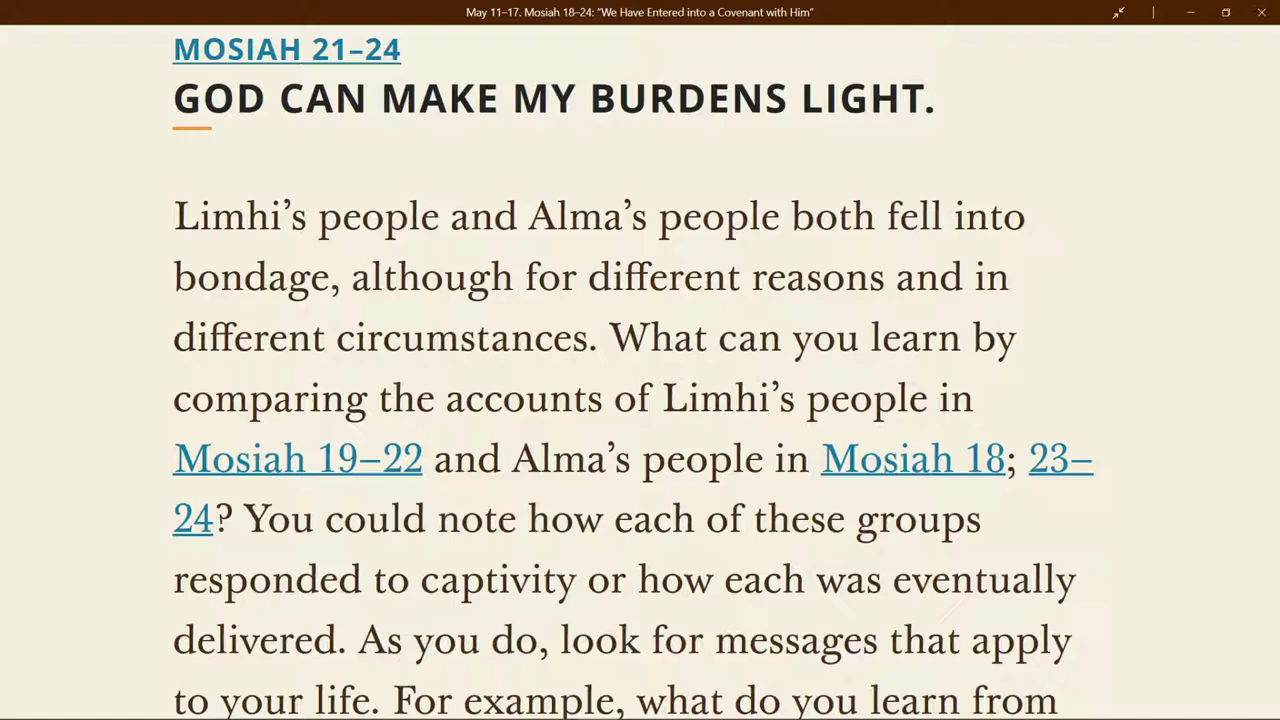 May 11–17. Mosiah 18–24: “We Have Entered into a Covenant with Him”
MOSIAH 21–24
GOD CAN MAKE MY BURDENS LIGHT.
Limhi’s people and Alma’s people both fell into
bondage, although for different reasons and in
different circumstances. What can you learn by
comparing the accounts of Limhi’s people in
Mosiah 19–22 and Alma’s people in Mosiah 18; 23–
24? You could note how each of these groups
responded to captivity or how each was eventually
delivered. As you do, look for messages that apply
to your life. For example, what do you learn from